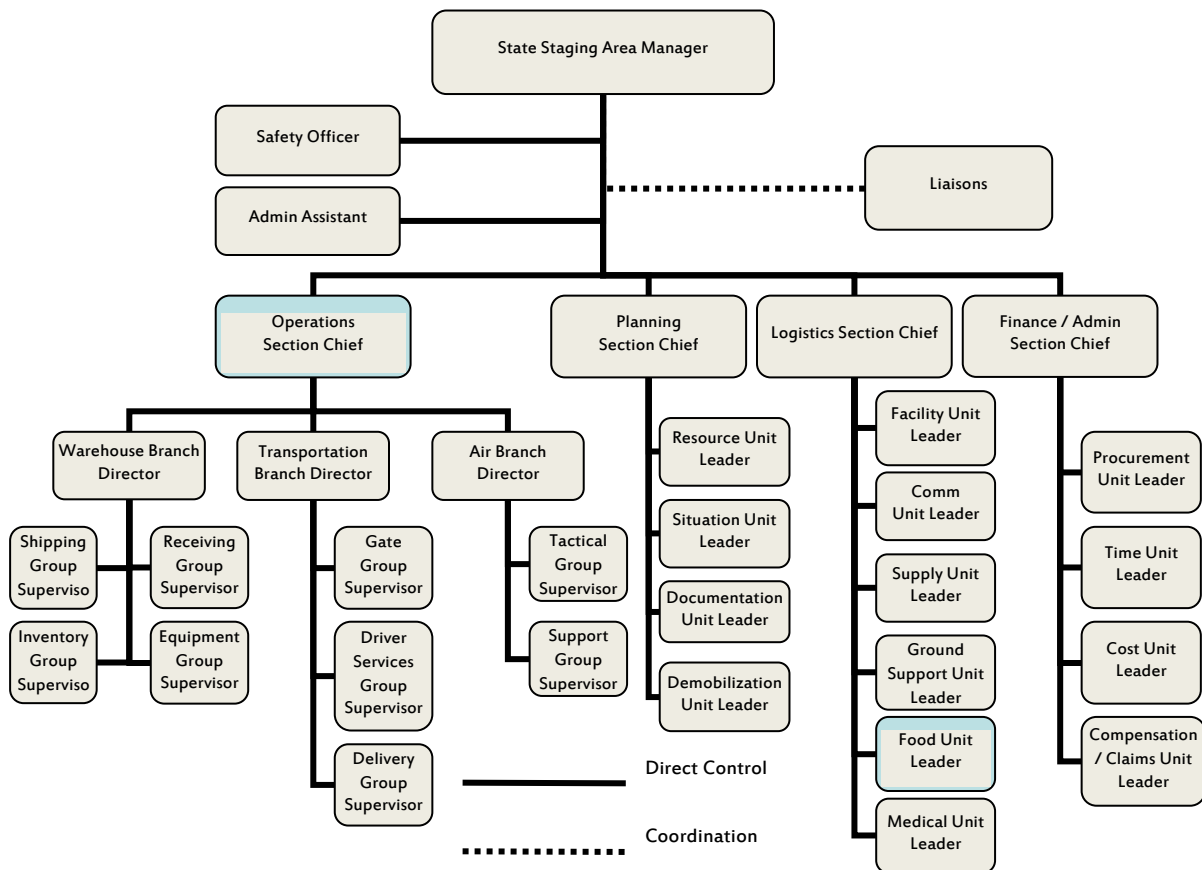 State Staging Area Manager
Safety Officer
Liaisons
Admin Assistant
Operations
Section Chief
Planning
Section Chief
Logistics Section Chief
Finance / Admin
Section Chief
Warehouse Branch
Director
Transportation
Branch Director
Air Branch
Director
Shipping
Group
Superviso
Receiving
Group
Supervisor
Inventory
Group
Superviso
Equipment
Group
Supervisor
Gate
Group
Supervisor
Driver
Services
Group
Supervisor
Delivery
Group
Supervisor
Tactical
Group
Supervisor
Support
Group
Supervisor
Resource Unit
Leader
Situation Unit
Leader
Documentation
Unit Leader
Demobilization
Unit Leader
Facility Unit
Leader
Comm
Unit Leader
Supply Unit
Leader
Ground
Support Unit
Leader
Food Unit
Leader
Medical Unit
Leader
Procurement
Unit Leader
Time Unit
Leader
Cost Unit
Leader
Compensation
/ Claims Unit
Leader
Direct Control
Coordination